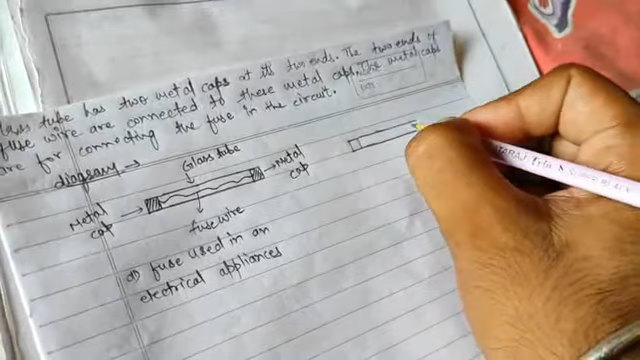 lass tube has two metal caps at its two ends. The two ends of
fuse wire are connected to these metal caps. The metal caps
are for connecting the fuse in the circuit.
diagram →
Glass tube
Metal cap
Metal cap
fuse wire
a) fuse used in an
electrical appliances